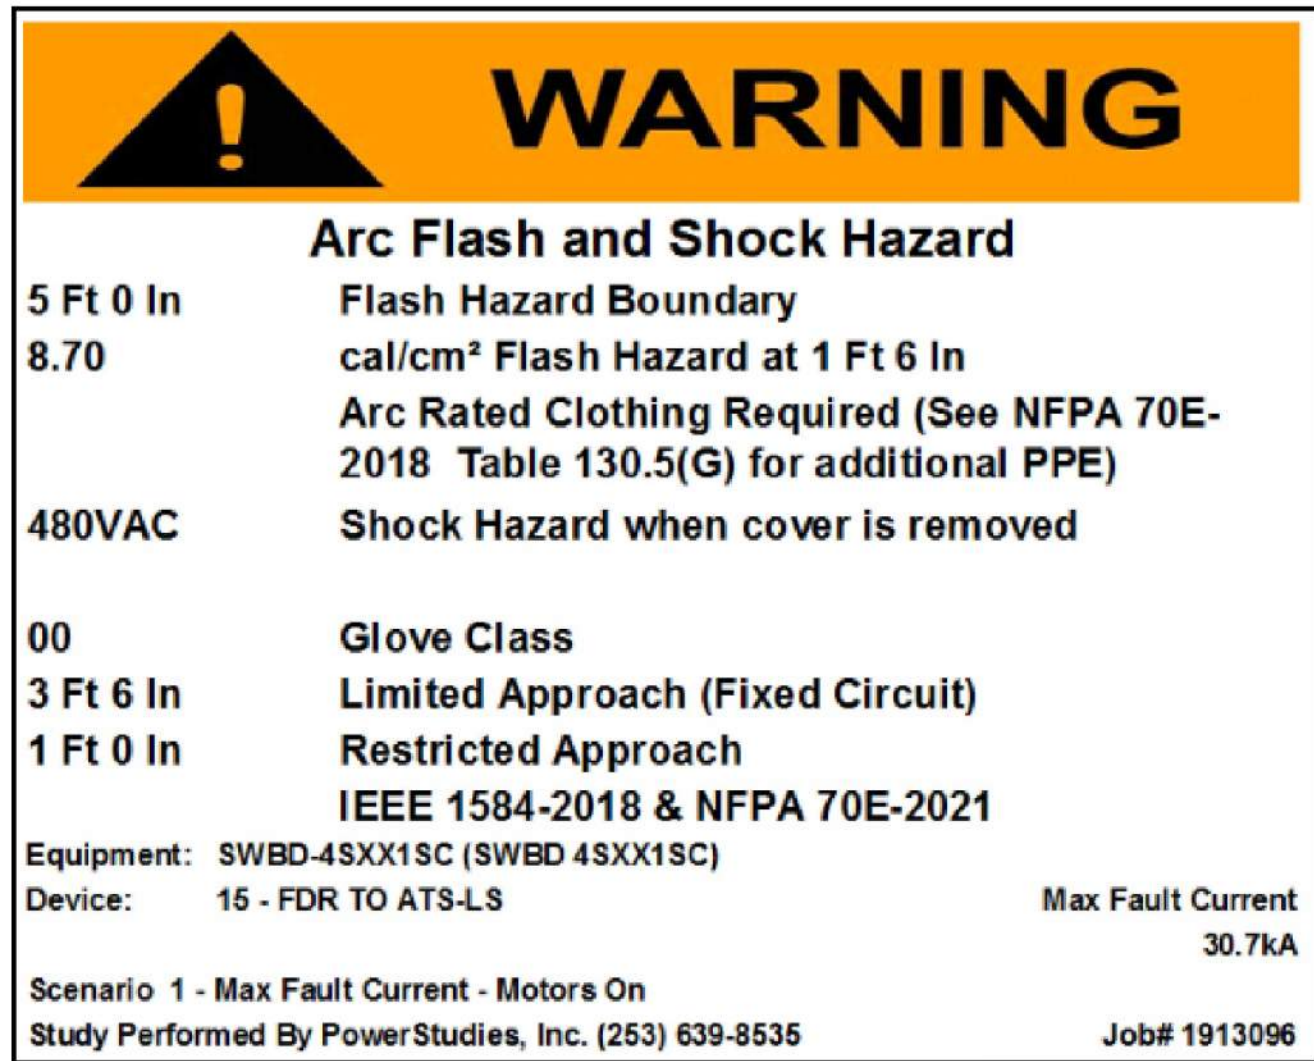 ! WARNING
Arc Flash and Shock Hazard
5 Ft 0 In Flash Hazard Boundary
8.70 cal/cm² Flash Hazard at 1 Ft 6 In
Arc Rated Clothing Required (See NFPA 70E-
2018 Table 130.5(G) for additional PPE)
480VAC Shock Hazard when cover is removed
00 Glove Class
3 Ft 6 In Limited Approach (Fixed Circuit)
1 Ft 0 In Restricted Approach
IEEE 1584-2018 & NFPA 70E-2021
Equipment: SWBD-4SXX1SC (SWBD 4SXX1SC)
Device: 15 - FDR TO ATS-LS Max Fault Current
30.7kA
Scenario 1 - Max Fault Current - Motors On
Study Performed By PowerStudies, Inc. (253) 639-8535 Job# 1913096